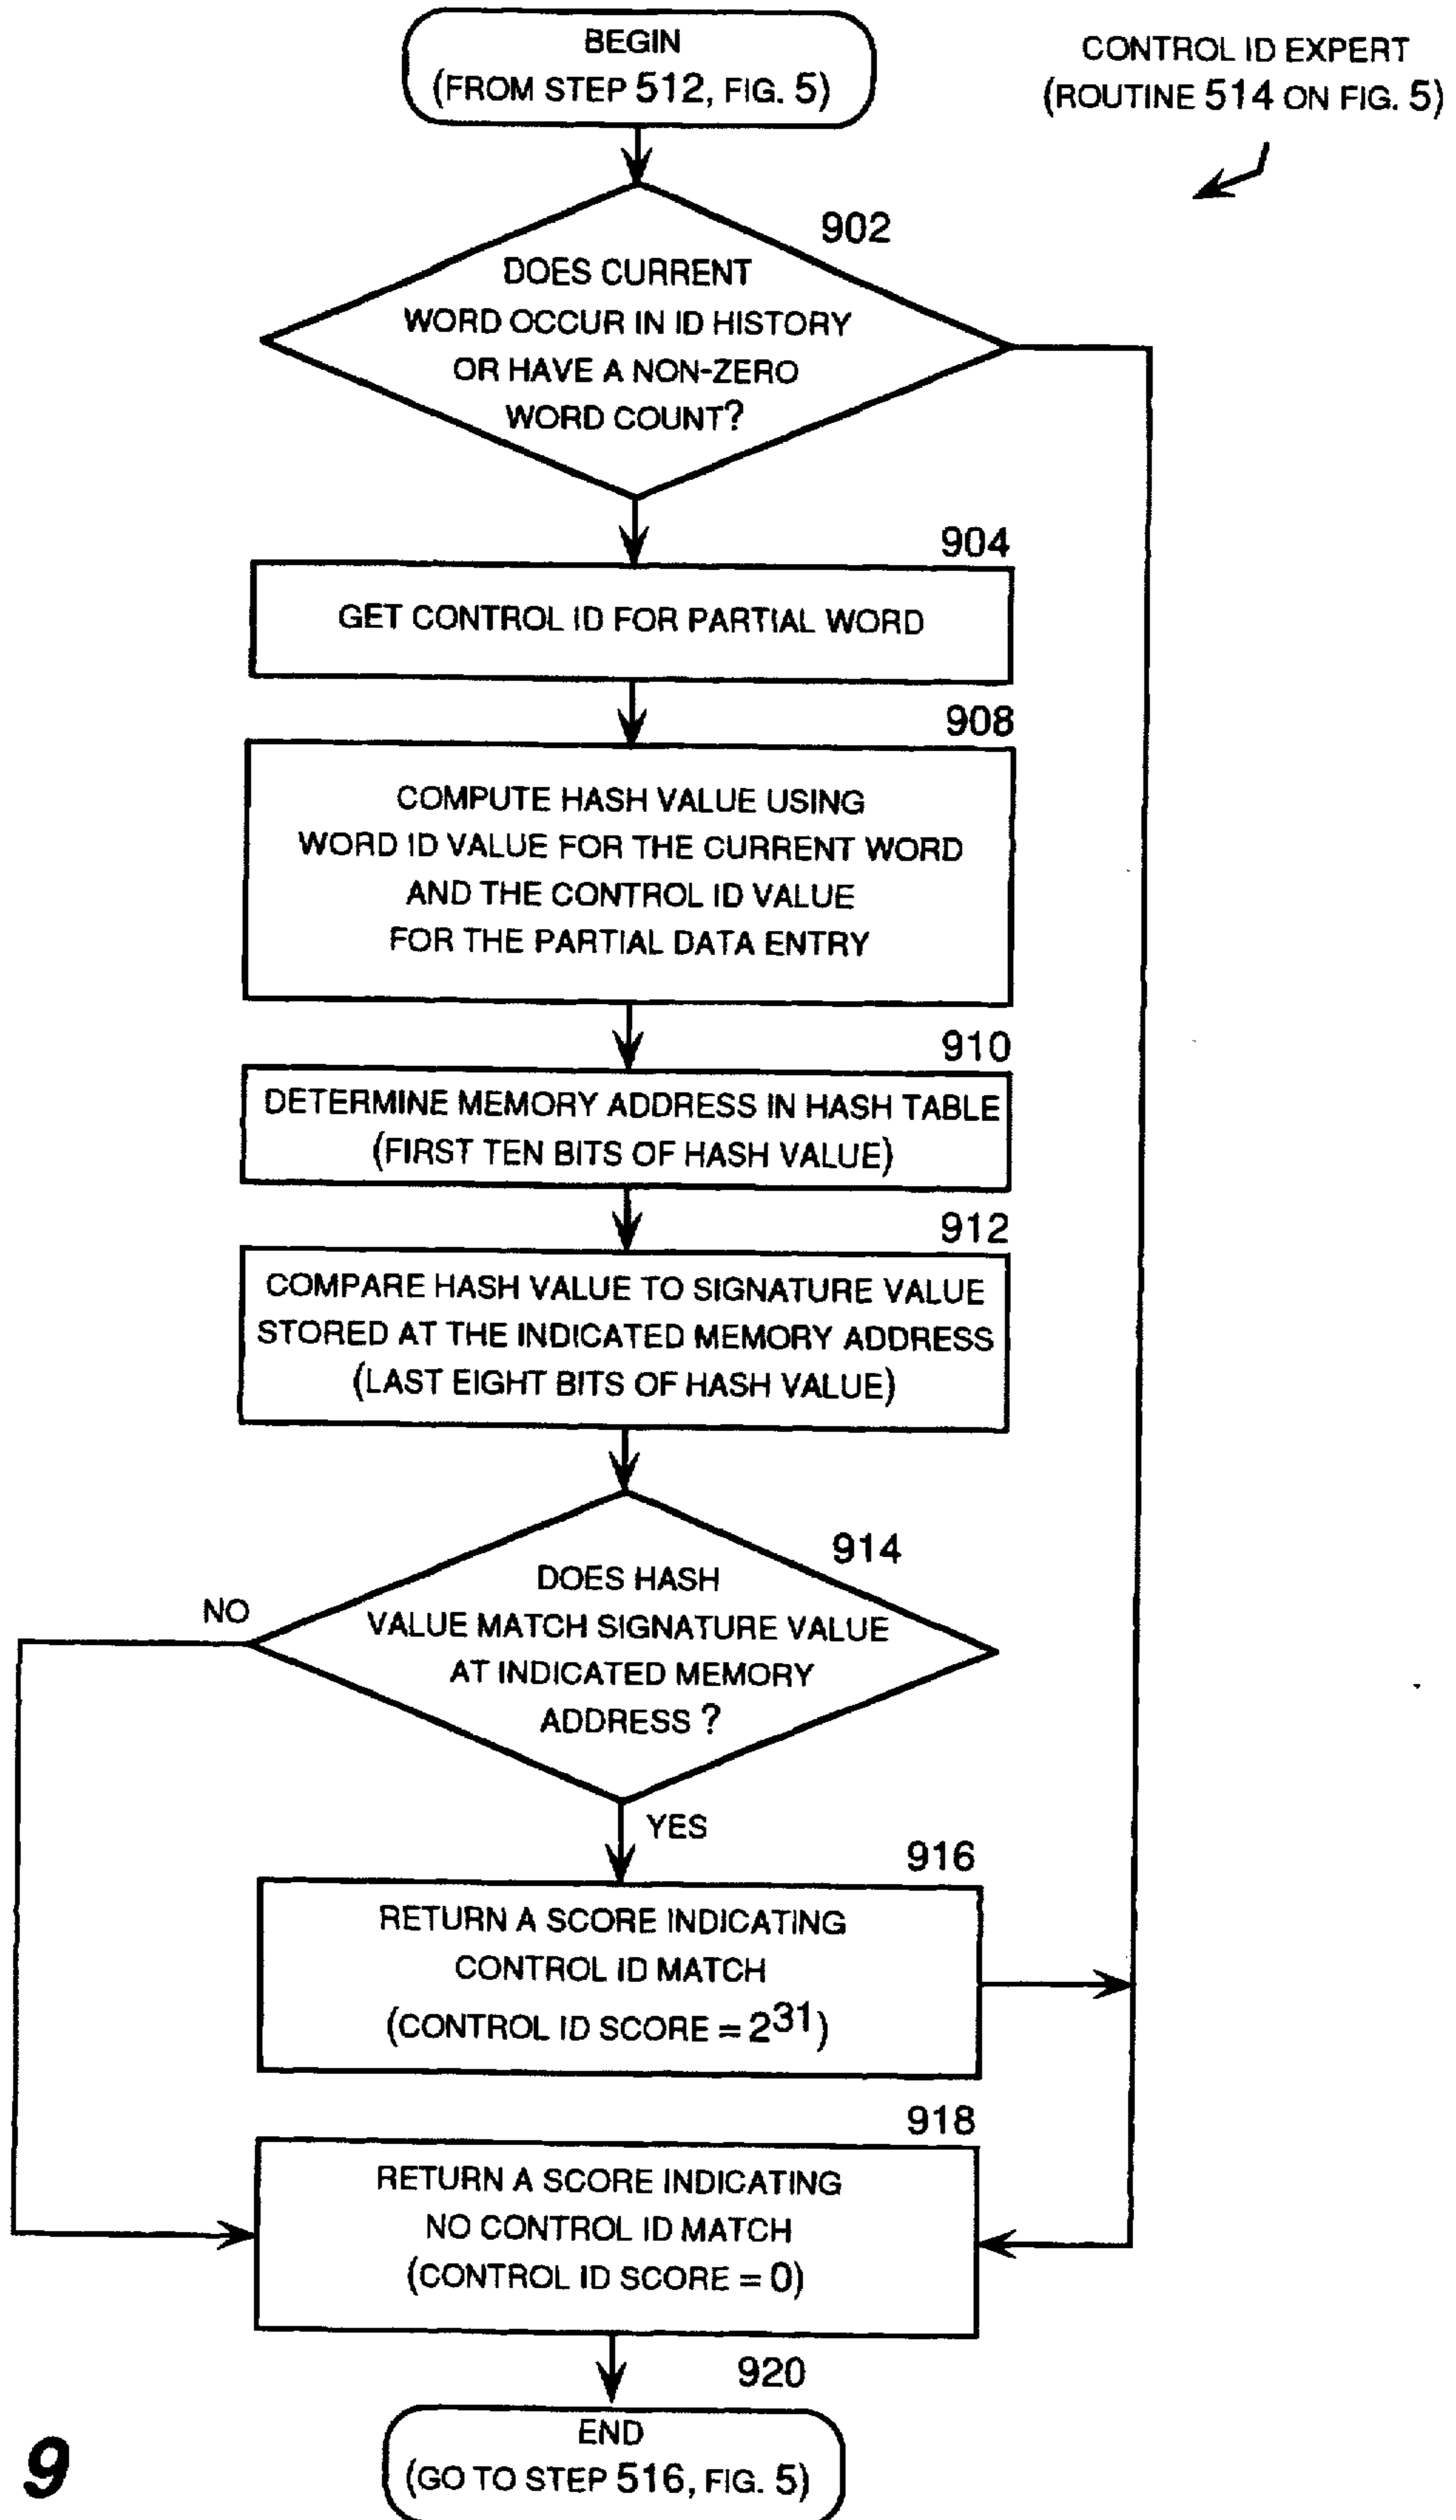 BEGIN
(FROM STEP 512, FIG. 5)
CONTROL ID EXPERT
(ROUTINE 514 ON FIG. 5)
902
DOES CURRENT
WORD OCCUR IN ID HISTORY
OR HAVE A NON-ZERO
WORD COUNT?
904
GET CONTROL ID FOR PARTIAL WORD
908
COMPUTE HASH VALUE USING
WORD ID VALUE FOR THE CURRENT WORD
AND THE CONTROL ID VALUE
FOR THE PARTIAL DATA ENTRY
910
DETERMINE MEMORY ADDRESS IN HASH TABLE
(FIRST TEN BITS OF HASH VALUE)
912
COMPARE HASH VALUE TO SIGNATURE VALUE
STORED AT THE INDICATED MEMORY ADDRESS
(LAST EIGHT BITS OF HASH VALUE)
914
DOES HASH
VALUE MATCH SIGNATURE VALUE
AT INDICATED MEMORY
ADDRESS ?
NO
YES
916
RETURN A SCORE INDICATING
CONTROL ID MATCH
(CONTROL ID SCORE = 2³¹)
918
RETURN A SCORE INDICATING
NO CONTROL ID MATCH
(CONTROL ID SCORE = 0)
920
END
(GO TO STEP 516, FIG. 5)
9